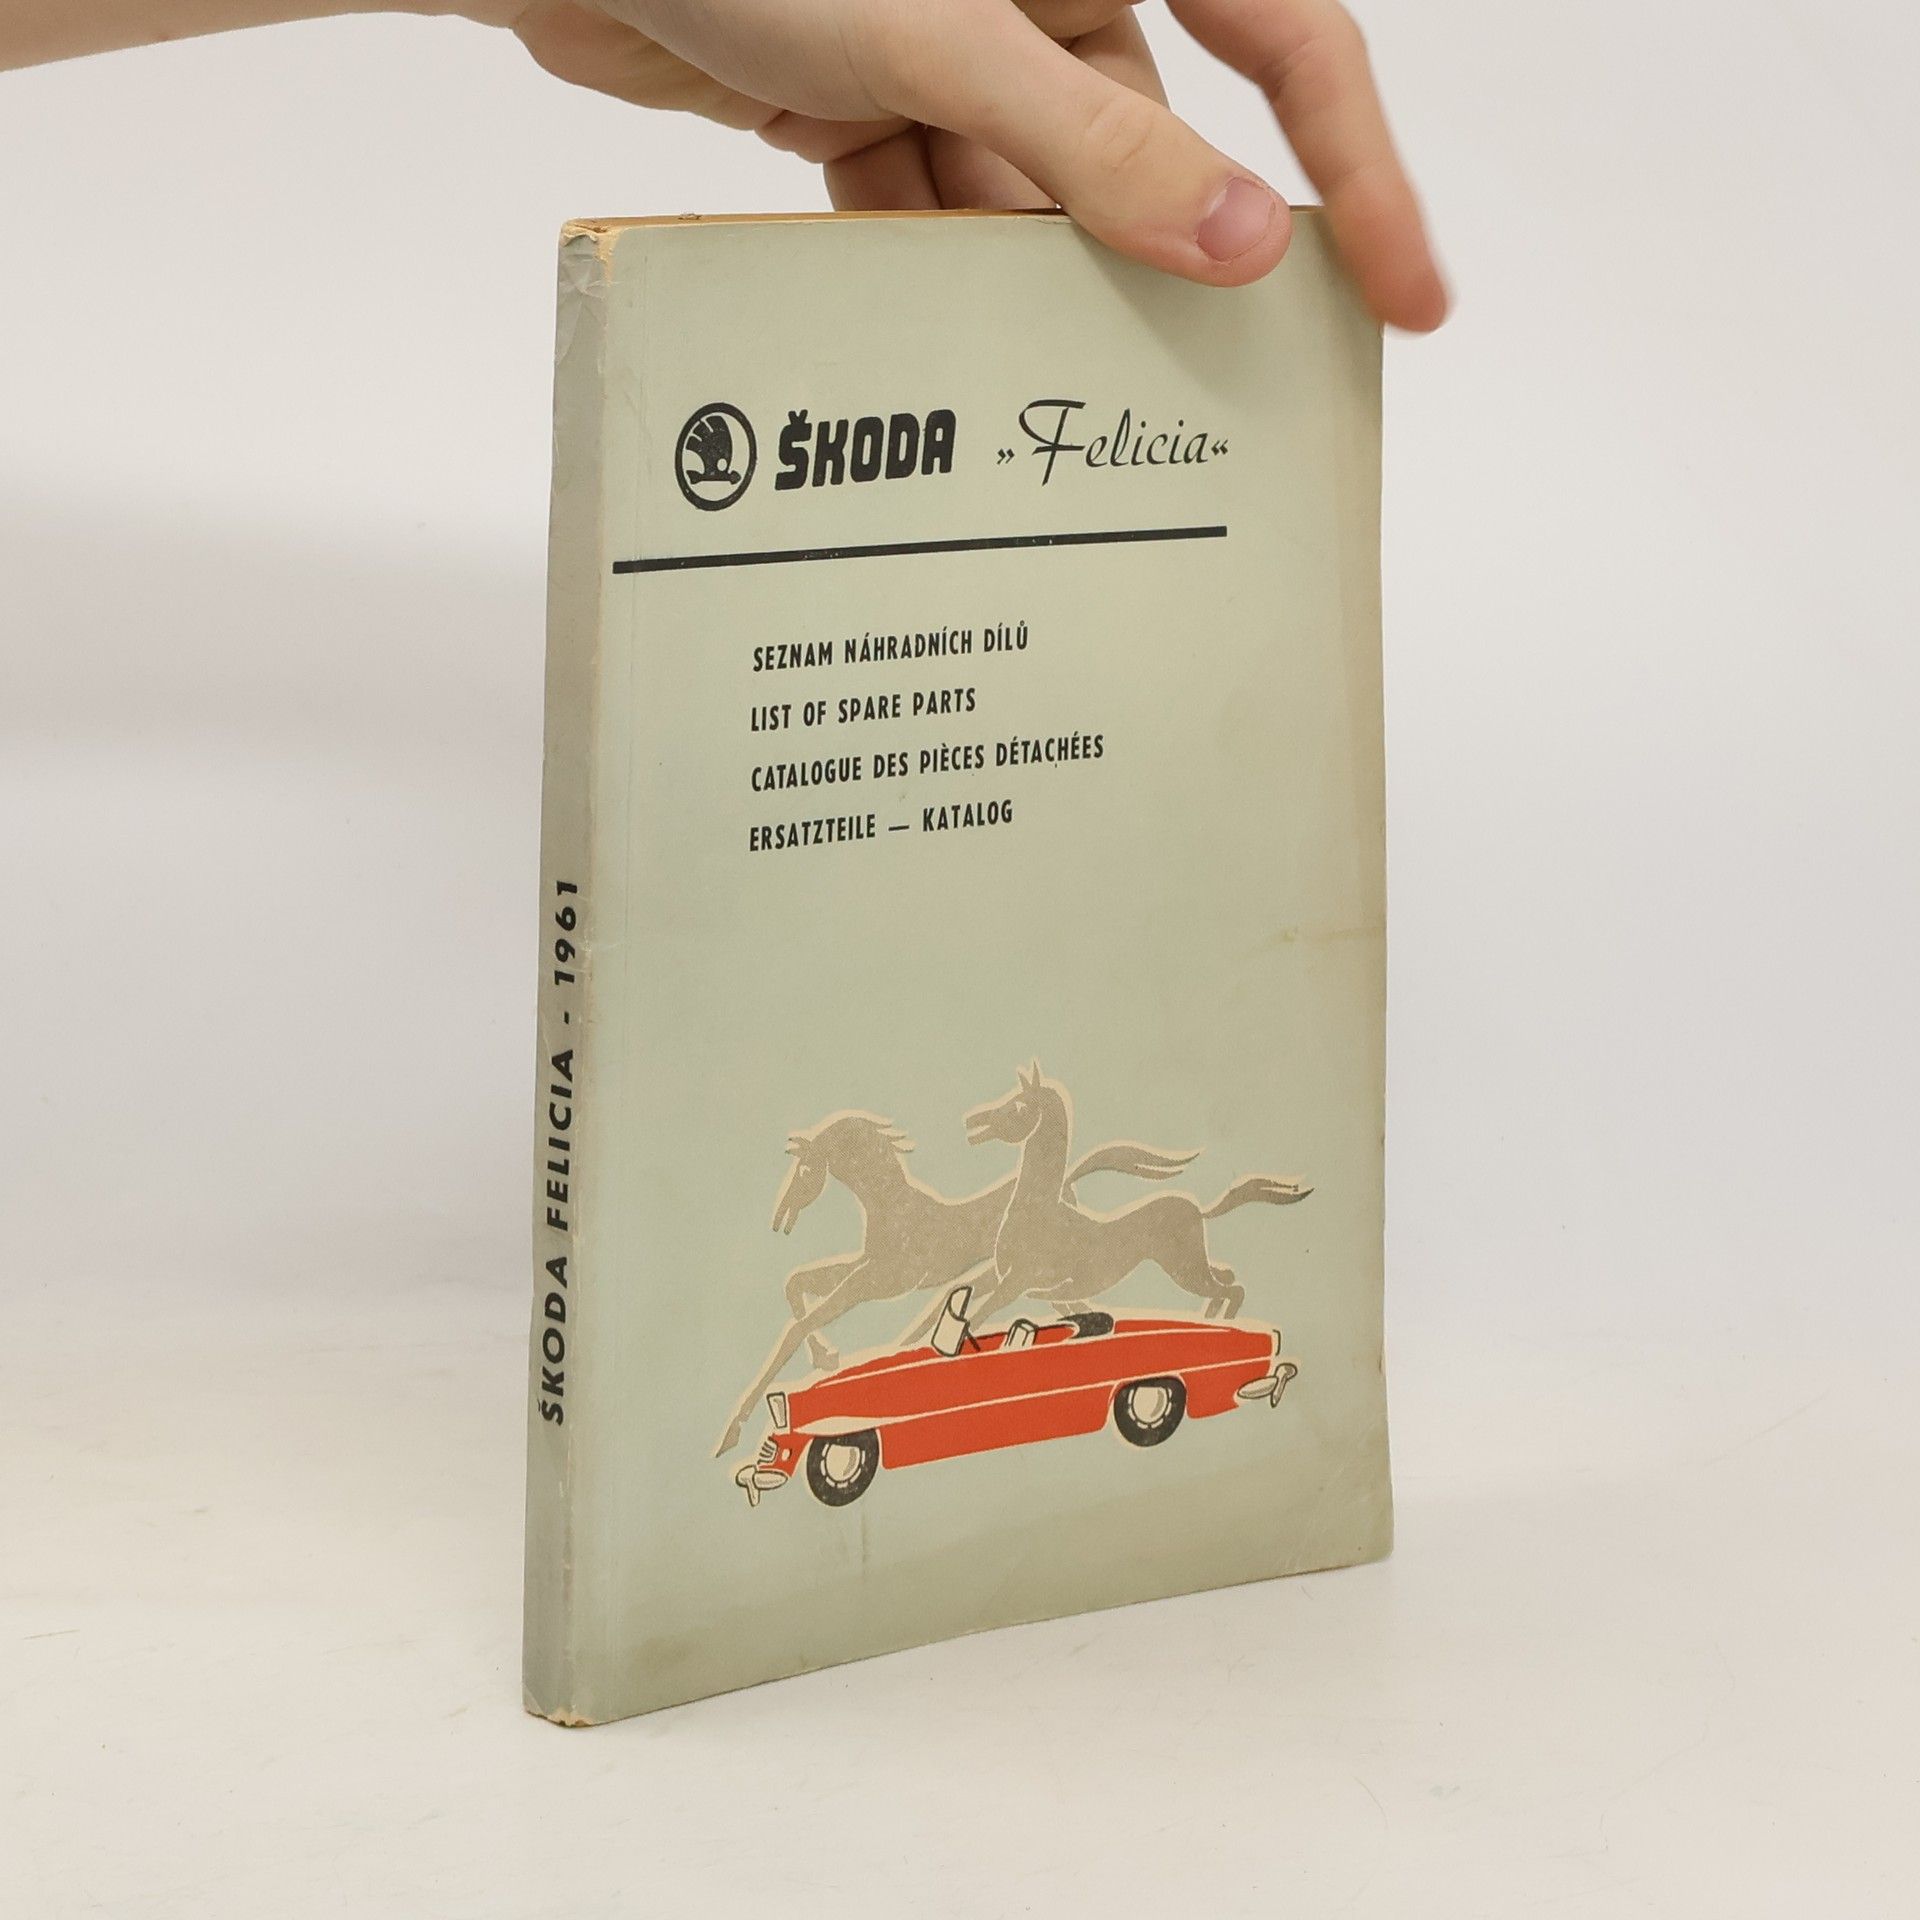 ŠKODA »Felicia«
SEZNAM NÁHRADNÍCH DÍLŮ
LIST OF SPARE PARTS
CATALOGUE DES PIÈCES DÉTACHÉES
ERSATZTEILE — KATALOG
ŠKODA FELICIA - 1961